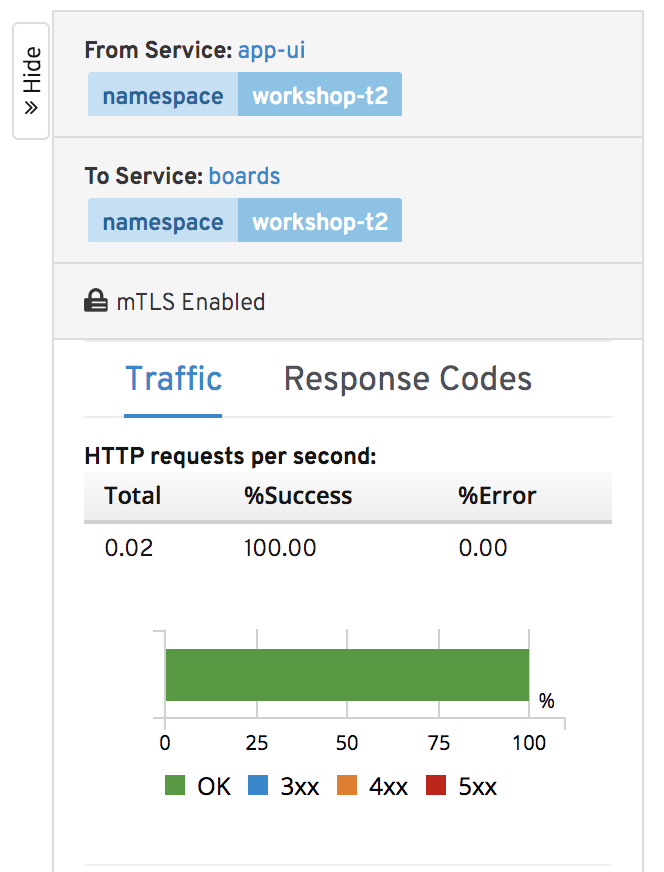 Hide
From Service: app-ui
namespace workshop-t2
To Service: boards
namespace workshop-t2
mTLS Enabled
Traffic Response Codes
HTTP requests per second:
Total %Success %Error
0.02 100.00 0.00
%
0 25 50 75 100
OK 3xx 4xx 5xx